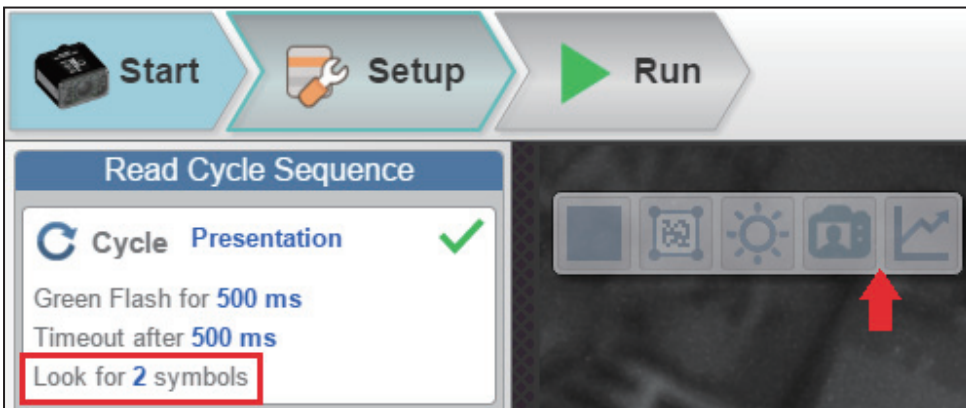 Start
Setup
Run
Read Cycle Sequence
Cycle Presentation
Green Flash for 500 ms
Timeout after 500 ms
Look for 2 symbols